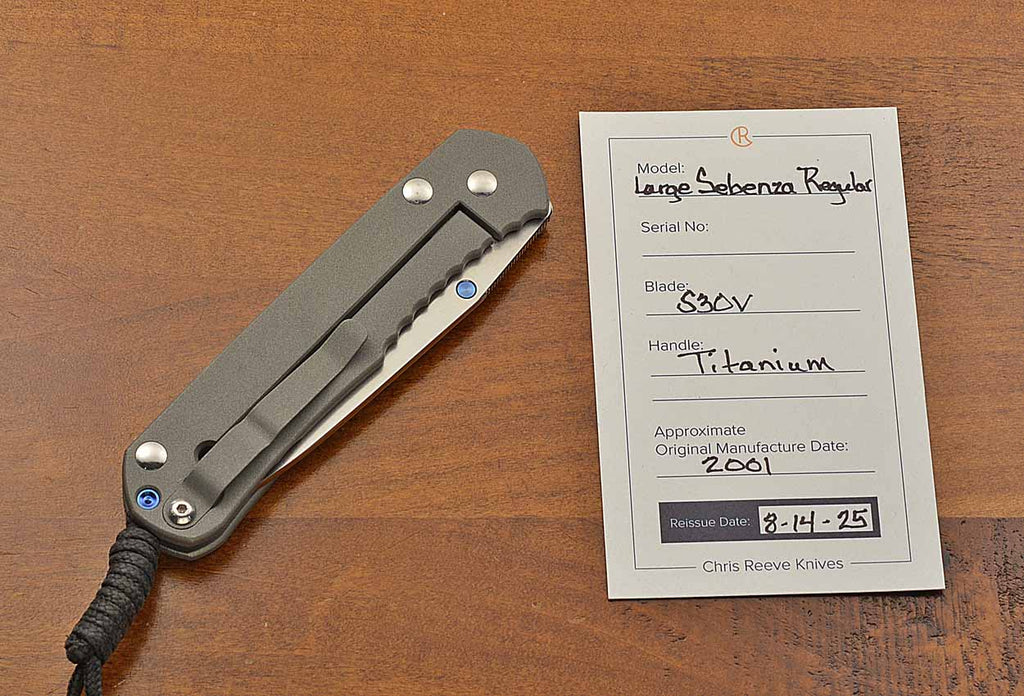 CR
Model:
Large Sebenza Regular
Serial No:
Blade:
S30V
Handle:
Titanium
Approximate
Original Manufacture Date:
2001
Reissue Date: 8-14-25
Chris Reeve Knives